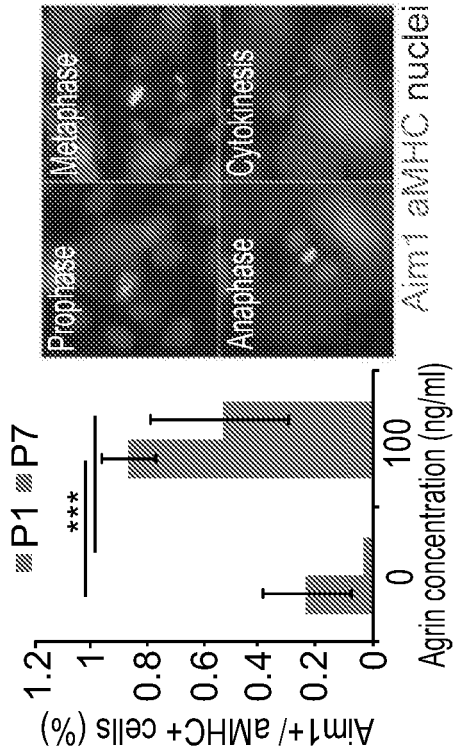 P1 P7
***
1.2
1
0.8
0.6
0.4
0.2
0
Aim1+/ aMHC+ cells (%)
0 100
Agrin concentration (ng/ml)
Prophase
Metaphase
Anaphase
Cytokinesis
Aim1 aMHC nuclei